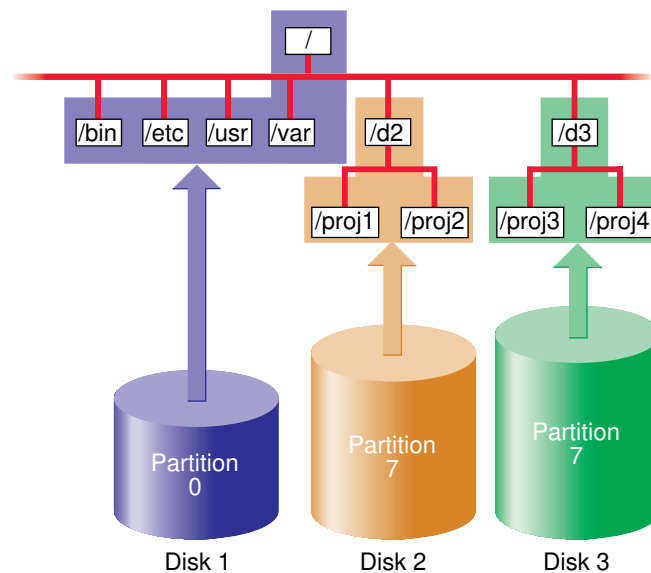 /
/bin /etc /usr /var /d2 /d3
/proj1 /proj2 /proj3 /proj4
Partition
0
Partition
7
Partition
7
Disk 1 Disk 2 Disk 3